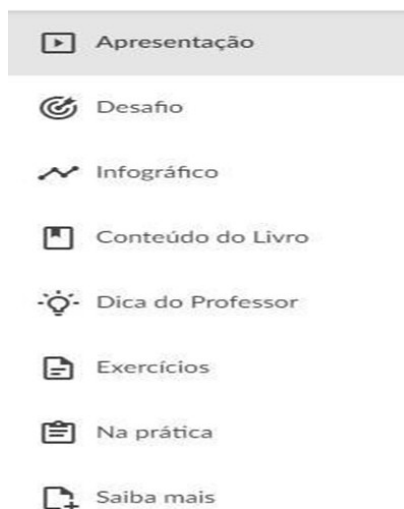 Apresentação
Desafio
Infográfico
Conteúdo do Livro
Dica do Professor
Exercícios
Na prática
Saiba mais